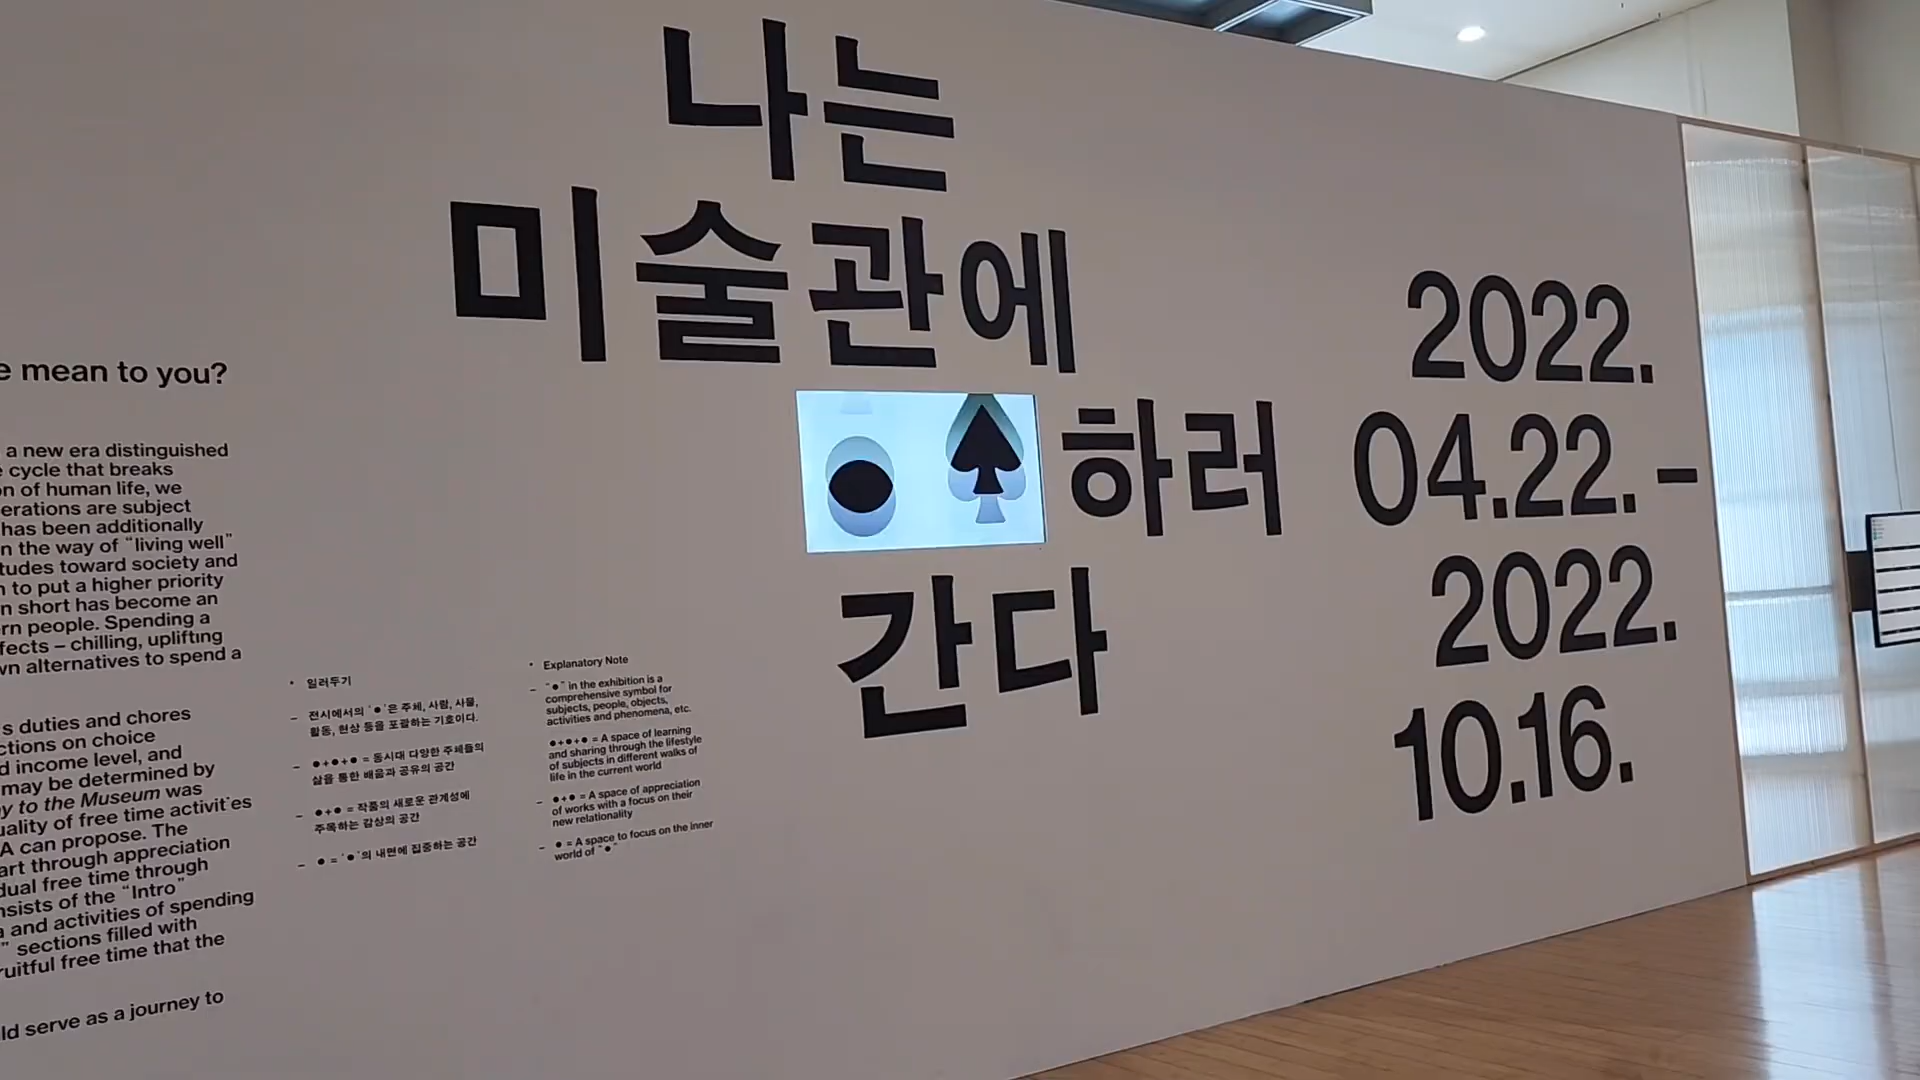 e mean to you?
a new era distinguished
e cycle that breaks
on of human life, we
erations are subject
has been additionally
n the way of “living well”
tudes toward society and
n to put a higher priority
n short has become an
rn people. Spending a
fects – chilling, uplifting
wn alternatives to spend a
s duties and chores
ctions on choice
d income level, and
may be determined by
y to the Museum was
uality of free time activities
A can propose. The
art through appreciation
dual free time through
nsists of the “Intro”
a and activities of spending
” sections filled with
ruitful free time that the
ld serve as a journey to
• 일러두기
– 전시에서의 ‘●’은 주체, 사람, 사물,
활동, 현상 등을 포괄하는 기호이다.
– ●+●+● = 동시대 다양한 주체들의
삶을 통한 배움과 공유의 공간
– ●+● = 작품의 새로운 관계성에
주목하는 감상의 공간
– ● = ‘●’의 내면에 집중하는 공간
• Explanatory Note
– “●” in the exhibition is a
comprehensive symbol for
subjects, people, objects,
activities and phenomena, etc.
●+●+● = A space of learning
and sharing through the lifestyle
of subjects in different walks of
life in the current world
– ●+● = A space of appreciation
of works with a focus on their
new relationality
– ● = A space to focus on the inner
world of “●”
나는
미술관에
하러
간다
2022.
04.22.–
2022.
10.16.